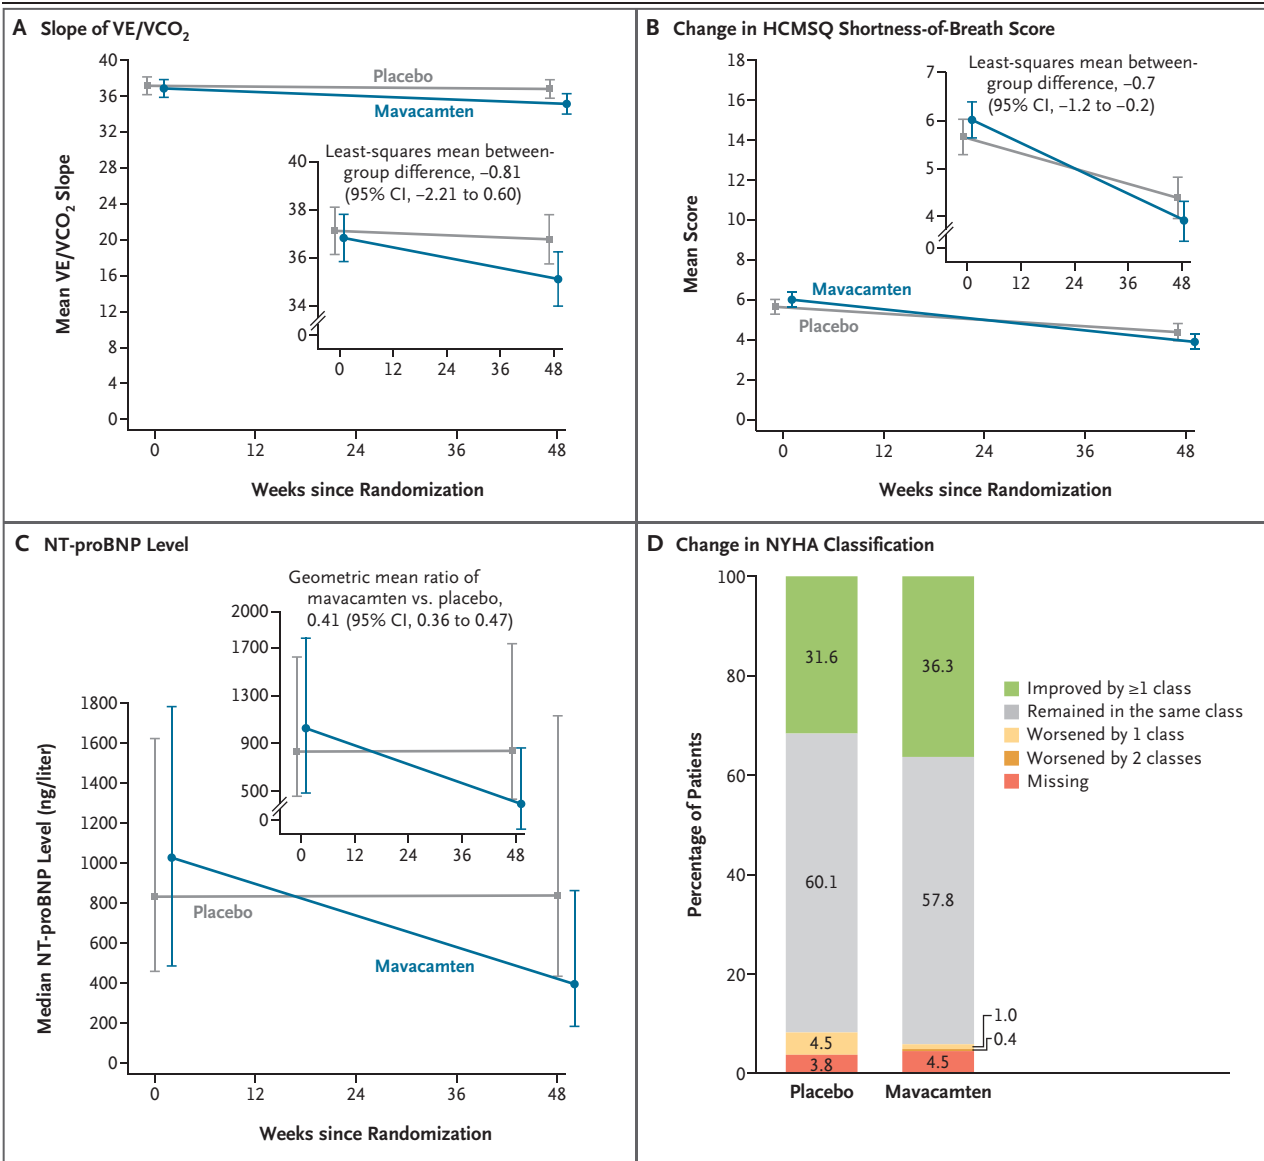 A Slope of VE/VCO2
40
36
32
28
24
20
16
12
8
4
0
Mean VE/VCO2 Slope
Placebo
Mavacamten
Least-squares mean between-
group difference, −0.81
(95% CI, −2.21 to 0.60)
40
38
36
34
0
0 12 24 36 48
0 12 24 36 48
Weeks since Randomization
B Change in HCMSQ Shortness-of-Breath Score
18
16
14
12
10
8
6
4
2
0
Mean Score
Least-squares mean between-
group difference, −0.7
(95% CI, −1.2 to −0.2)
7
6
5
4
0
0 12 24 36 48
Mavacamten
Placebo
0 12 24 36 48
Weeks since Randomization
C NT-proBNP Level
Geometric mean ratio of
mavacamten vs. placebo,
0.41 (95% CI, 0.36 to 0.47)
2000
1700
1300
900
500
0
0 12 24 36 48
1800
1600
1400
1200
1000
800
600
400
200
0
Median NT-proBNP Level (ng/liter)
Placebo
Mavacamten
0 12 24 36 48
Weeks since Randomization
D Change in NYHA Classification
100
80
60
40
20
0
Percentage of Patients
31.6
60.1
4.5
3.8
36.3
57.8
1.0
0.4
4.5
Placebo Mavacamten
Improved by ≥1 class
Remained in the same class
Worsened by 1 class
Worsened by 2 classes
Missing